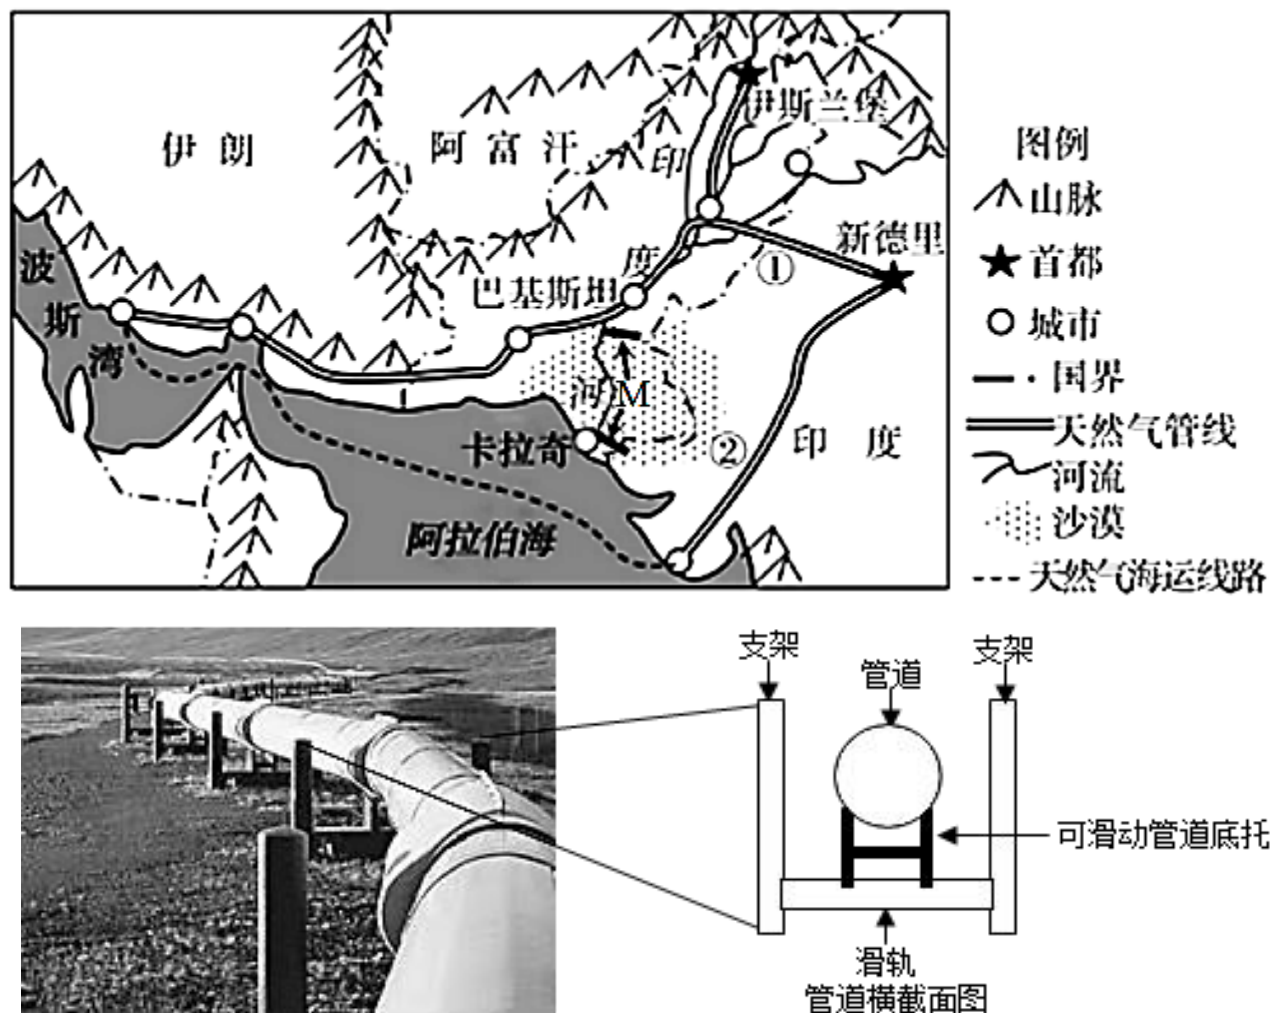 伊朗
阿富汗
伊斯兰堡
印
度
河
波
斯
湾
巴基斯坦
新德里
①
M
卡拉奇
②
印度
阿拉伯海
图例
山脉
首都
城市
国界
天然气管线
河流
沙漠
天然气海运线路
支架
管道
支架
可滑动管道底托
滑轨
管道横截面图